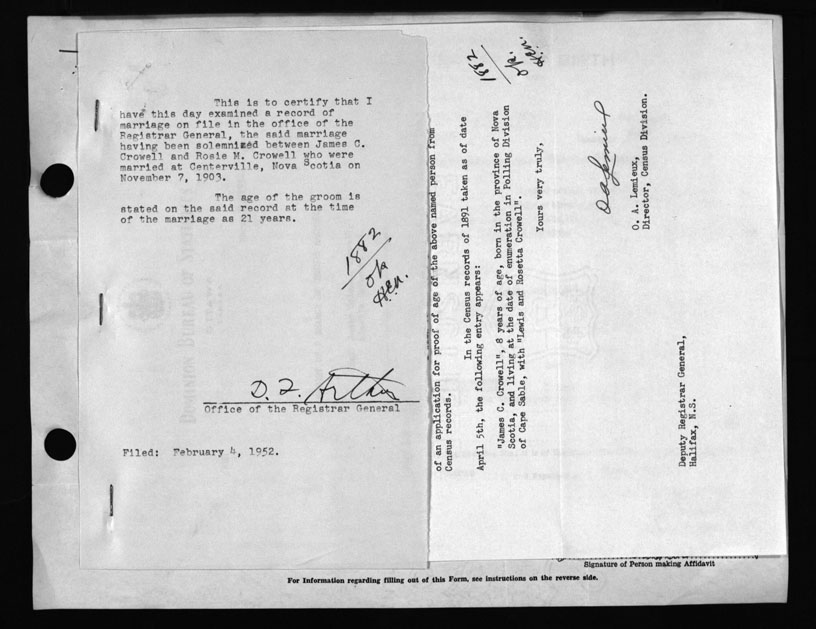 This is to certify that I
have this day examined a record of
marriage on file in the office of the
Registrar General, the said marriage
having been solemnized between James C.
Crowell and Rosie M. Crowell who were
married at Centerville, Nova Scotia on
November 7, 1903.
The age of the groom is
stated on the said record at the time
of the marriage as 21 years.
1882
ok
Office of the Registrar General
D. F. Arthur
Filed: February 4, 1952.
1882
ok.
of an application for proof of age of the above named person from
Census records.
In the Census records of 1891 taken as of date
April 5th, the following entry appears:
"James C. Crowell", 8 years of age, born in the province of Nova
Scotia, and living at the date of enumeration in Polling Division
of Cape Sable, with "Lewis and Rosetta Crowell".
Yours very truly,
O A Lemieux
O. A. Lemieux,
Director, Census Division.
Deputy Registrar General,
Halifax, N.S.
Signature of Person making Affidavit
For Information regarding filling out of this Form, see instructions on the reverse side.